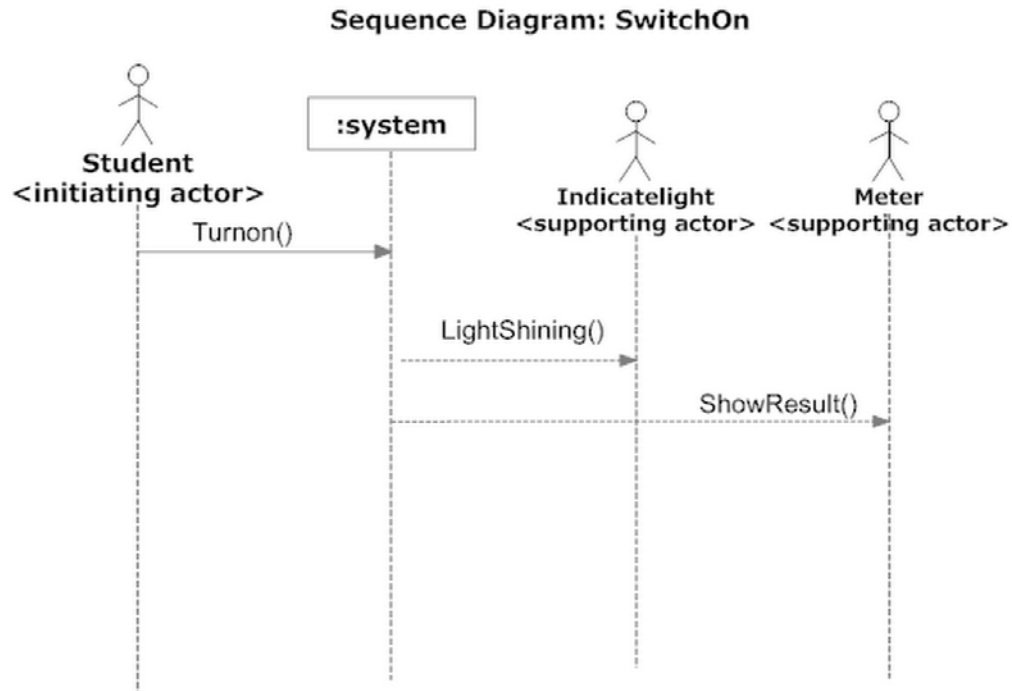 Sequence Diagram: SwitchOn
:system
Student
<initiating actor>
Indicatelight
<supporting actor>
Meter
<supporting actor>
Turnon()
LightShining()
ShowResult()